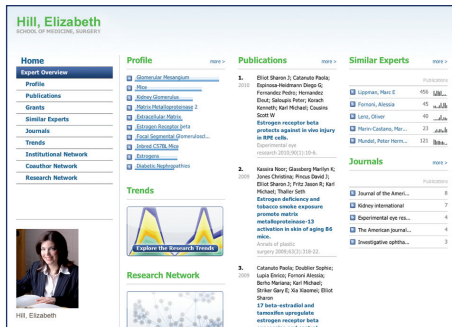 Hill, Elizabeth
SCHOOL OF MEDICINE, SURGERY
Home
Expert Overview
Profile
Publications
Grants
Similar Experts
Journals
Trends
Institutional Network
Coauthor Network
Research Network
Hill, Elizabeth
Profile
more >
Glomerular Mesangium
Mice
Kidney Glomerulus
Matrix Metalloproteinase 2
Extracellular Matrix
Estrogen Receptor beta
Focal Segmental Glomerulosc...
Inbred C57BL Mice
Estrogens
Diabetic Nephropathies
Trends
Explore the Research Trends
Research Network
Publications
more >
1.
2010
Elliot Sharon J; Catanuto Paola;
Espinosa-Heidmann Diego G;
Fernandez Pedro; Hernandez
Eleut; Saloupis Peter; Korach
Kenneth; Karl Michael; Cousins
Scott W
Estrogen receptor beta
protects against in vivo injury
in RPE cells.
Experimental eye
research 2010;90(1):10-6.
2.
2009
Kassira Noor; Glassberg Marilyn K;
Jones Christina; Pincus David J;
Elliot Sharon J; Fritz Jason R; Karl
Michael; Thaller Seth
Estrogen deficiency and
tobacco smoke exposure
promote matrix
metalloproteinase-13
activation in skin of aging B6
mice.
Annals of plastic
surgery 2009;63(3):318-22.
3.
2009
Catanuto Paola; Doublier Sophie;
Lupia Enrico; Fornoni Alessia;
Berho Mariana; Karl Michael;
Striker Gary E; Xia Xiaomei; Elliot
Sharon
17 beta-estradiol and
tamoxifen upregulate
estrogen receptor beta
Similar Experts
more >
Publications
Lippman, Marc E 458
Fornoni, Alessia 45
Lenz, Oliver 40
Marin-Castano, Mar... 23
Mundel, Peter Herm... 121
Journals
more >
Publications
Journal of the Ameri... 8
Kidney international 7
Experimental eye res... 4
The American journal... 4
Investigative ophtha... 3